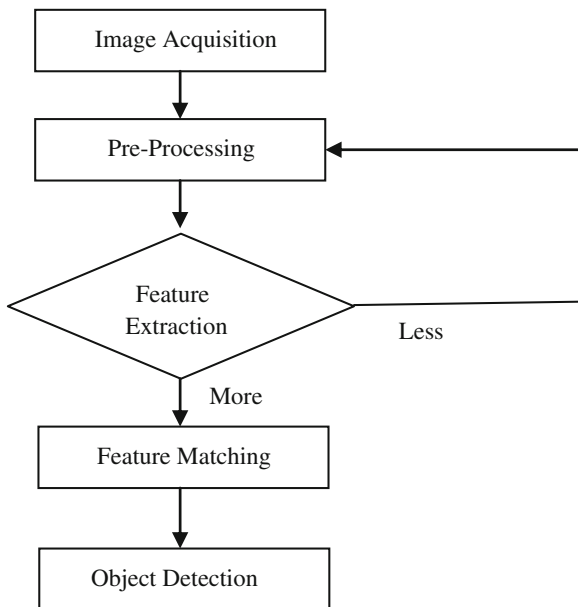 Image Acquisition
Pre-Processing
Feature
Extraction
Less
More
Feature Matching
Object Detection